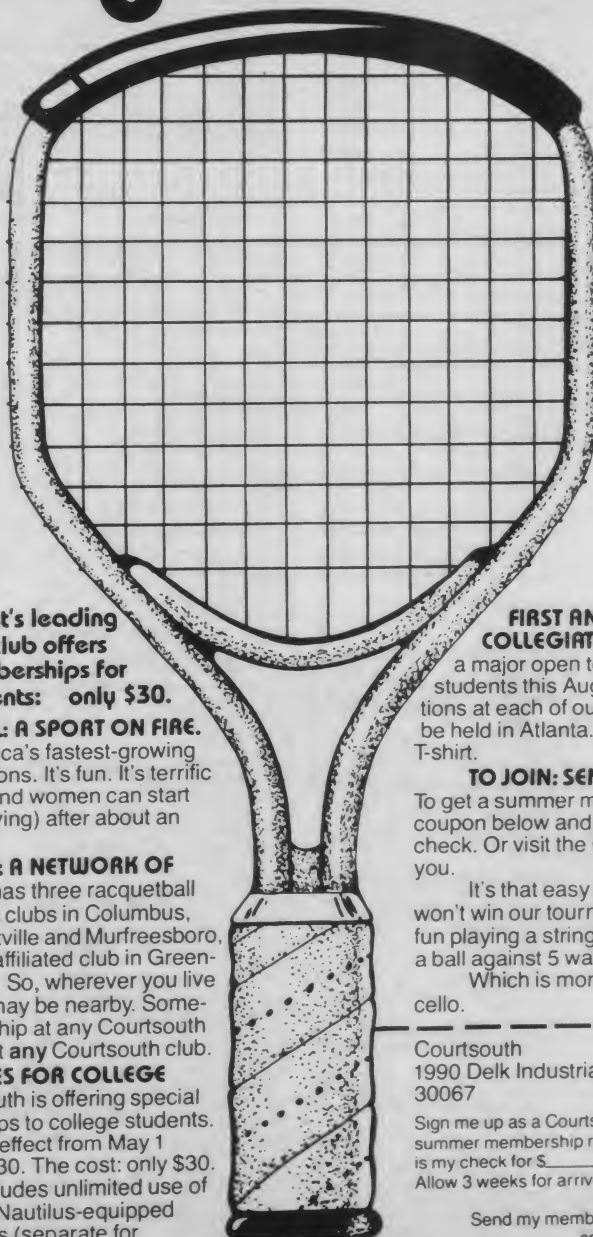 t's leading
lub offers
berships for
ents: only $30.
L: A SPORT ON FIRE.
ica's fastest-growing
ons. It's fun. It's terrific
nd women can start
ying) after about an
: A NETWORK OF
has three racquetball
clubs in Columbus,
ville and Murfreesboro,
affiliated club in Green-
So, wherever you live
may be nearby. Some-
hip at any Courtsouth
t any Courtsouth club.
ES FOR COLLEGE
uth is offering special
ps to college students.
effect from May 1
30. The cost: only $30.
udes unlimited use of
Nautilus-equipped
s (separate for
FIRST AN
COLLEGIAT
a major open to
students this Aug
tions at each of ou
be held in Atlanta.
T-shirt.
TO JOIN: SEN
To get a summer m
coupon below and
check. Or visit the
you.
It's that easy
won't win our tourn
fun playing a string
a ball against 5 wa
Which is mor
cello.
Courtsouth
1990 Delk Industria
30067
Sign me up as a Courts
summer membership r
is my check for $
Allow 3 weeks for arriv
Send my memb